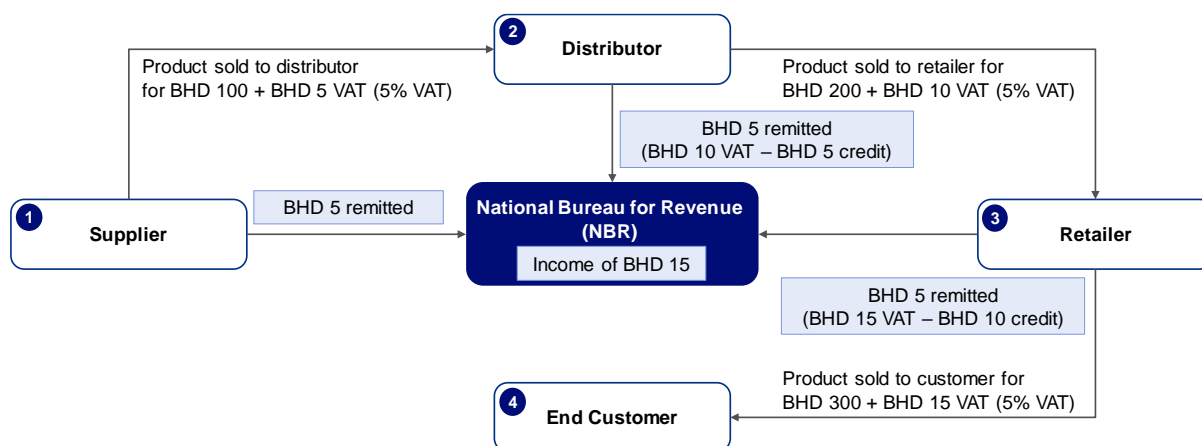 2
Distributor
Product sold to distributor
for BHD 100 + BHD 5 VAT (5% VAT)
Product sold to retailer for
BHD 200 + BHD 10 VAT (5% VAT)
BHD 5 remitted
(BHD 10 VAT – BHD 5 credit)
1
Supplier
BHD 5 remitted
National Bureau for Revenue
(NBR)
Income of BHD 15
3
Retailer
BHD 5 remitted
(BHD 15 VAT – BHD 10 credit)
Product sold to customer for
BHD 300 + BHD 15 VAT (5% VAT)
4
End Customer